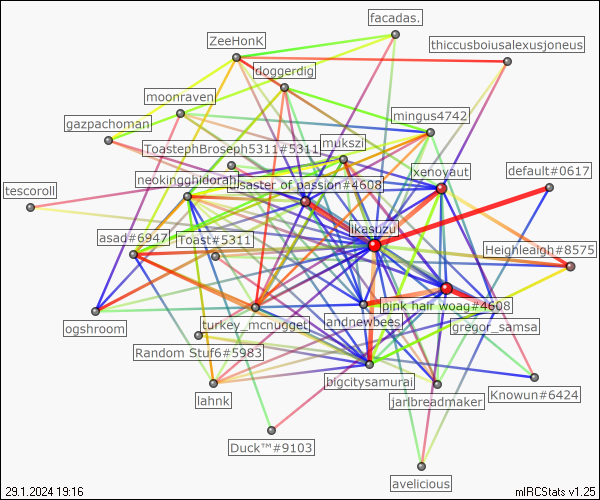 facadas.
ZeeHonK
thiccusboiusalexusjoneus
doggerdig
moonraven
mingus4742
gazpachoman
ToastephBroseph5311#5311
mukszi
xenoyaut
default#0617
neokingghidorah
disaster of passion#4608
tescoroll
ikasuzu
asad#6947
Toast#5311
Heighleaigh#8575
pink hair woag#4608
ogshroom
turkey_mcnugget
andnewbees
gregor_samsa
Random Stuf6#5983
bigcitysamurai
lahnk
jarlbreadmaker
Knowun#6424
Duck™#9103
avelicious
29.1.2024 19:16
mIRCStats v1.25